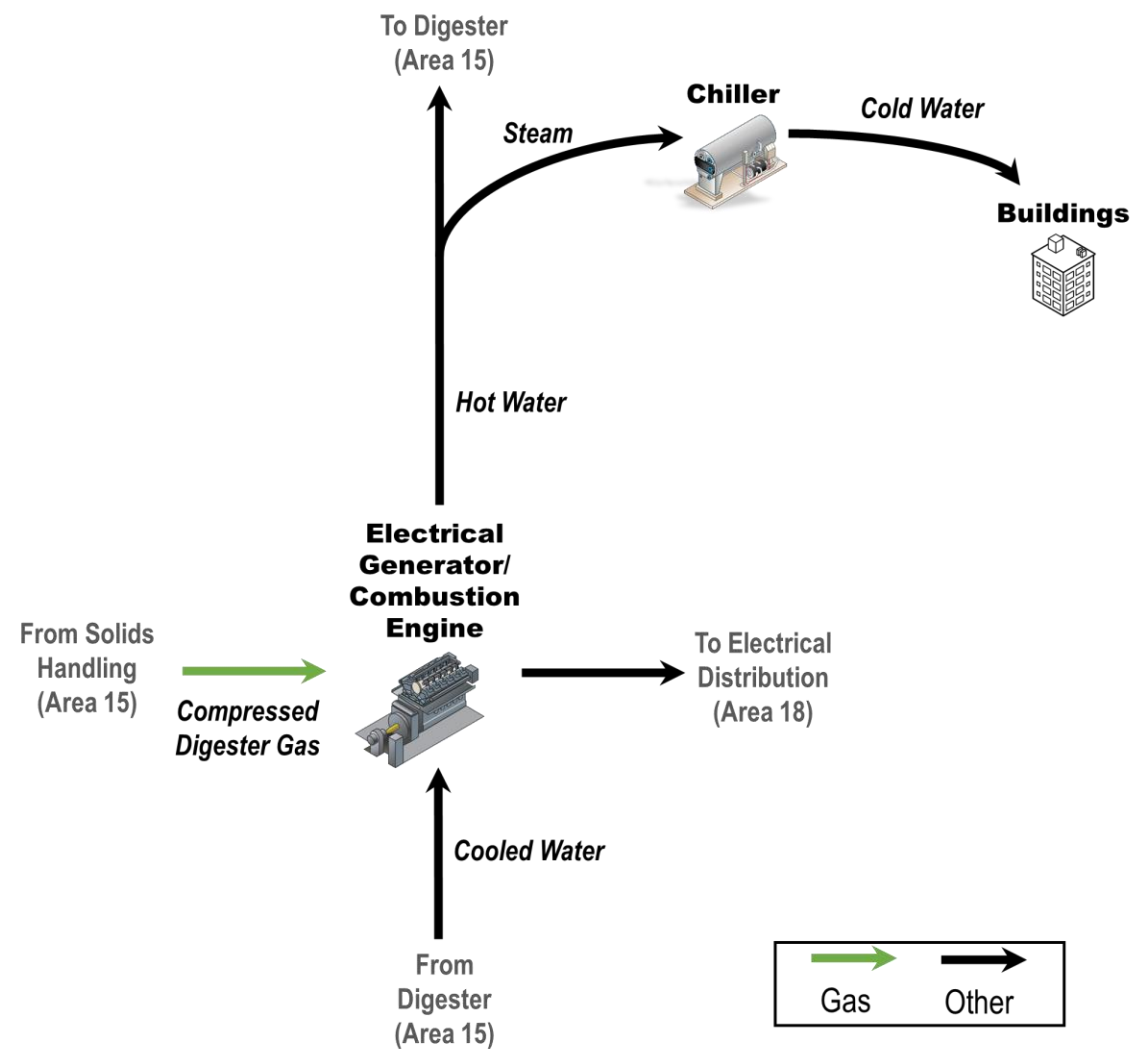 To Digester
(Area 15)
Chiller
Steam
Cold Water
Buildings
Hot Water
Electrical
Generator/
Combustion
Engine
From Solids
Handling
(Area 15)
Compressed
Digester Gas
To Electrical
Distribution
(Area 18)
Cooled Water
From
Digester
(Area 15)
Gas
Other